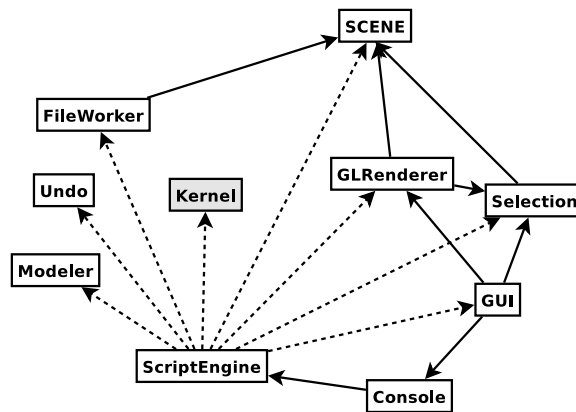 SCENE
FileWorker
GLRenderer
Undo
Kernel
Selection
Modeler
GUI
ScriptEngine
Console